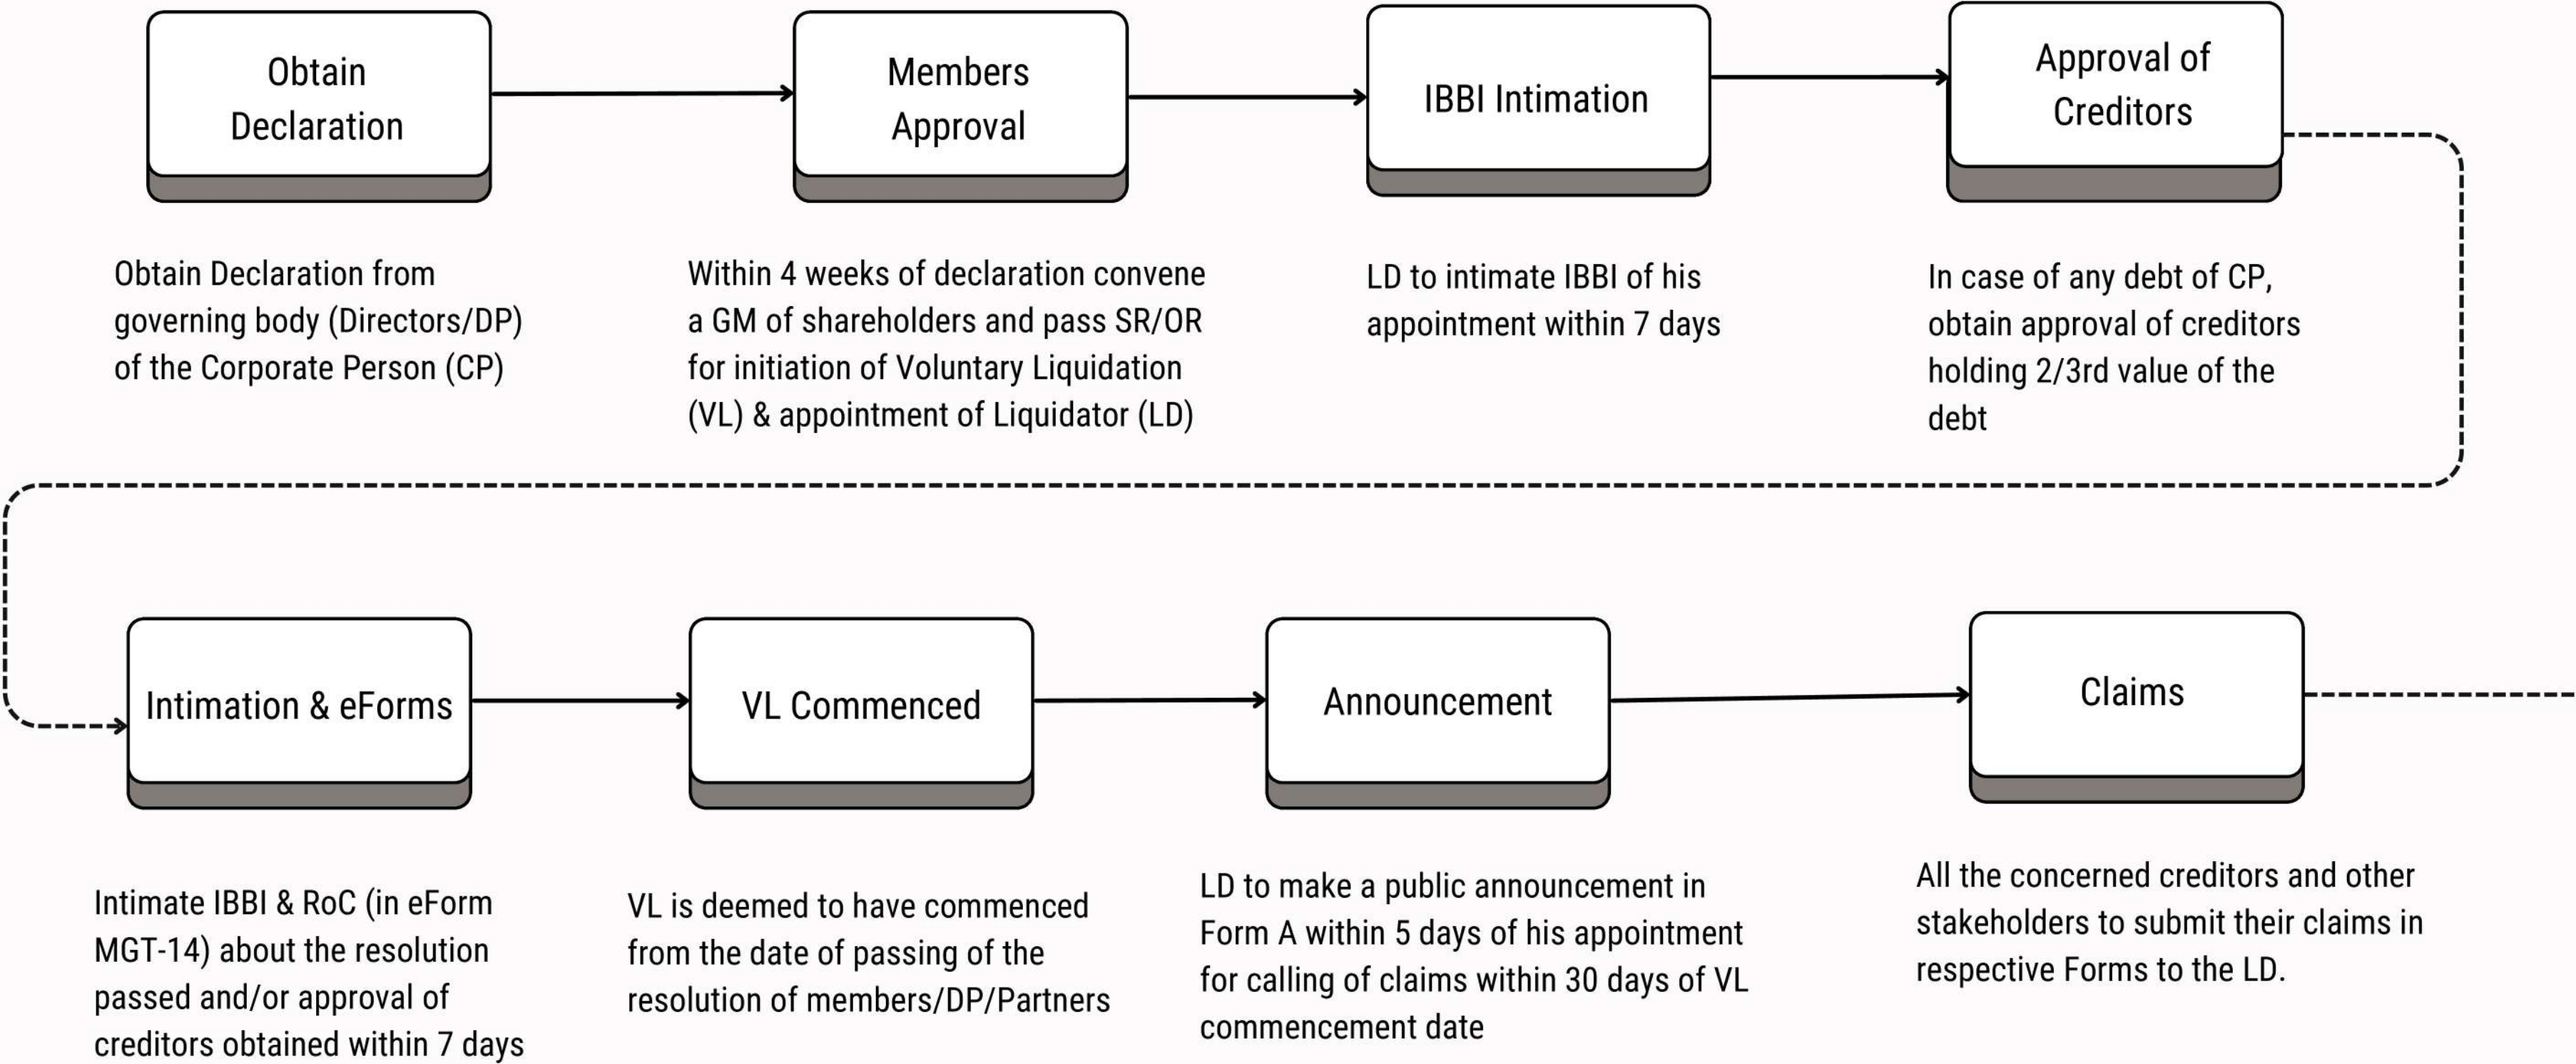 Obtain
Declaration
Members
Approval
IBBI Intimation
Approval of
Creditors
Obtain Declaration from
governing body (Directors/DP)
of the Corporate Person (CP)
Within 4 weeks of declaration convene
a GM of shareholders and pass SR/OR
for initiation of Voluntary Liquidation
(VL) & appointment of Liquidator (LD)
LD to intimate IBBI of his
appointment within 7 days
In case of any debt of CP,
obtain approval of creditors
holding 2/3rd value of the
debt
Intimation & eForms
VL Commenced
Announcement
Claims
Intimate IBBI & RoC (in eForm
MGT-14) about the resolution
passed and/or approval of
creditors obtained within 7 days
VL is deemed to have commenced
from the date of passing of the
resolution of members/DP/Partners
LD to make a public announcement in
Form A within 5 days of his appointment
for calling of claims within 30 days of VL
commencement date
All the concerned creditors and other
stakeholders to submit their claims in
respective Forms to the LD.